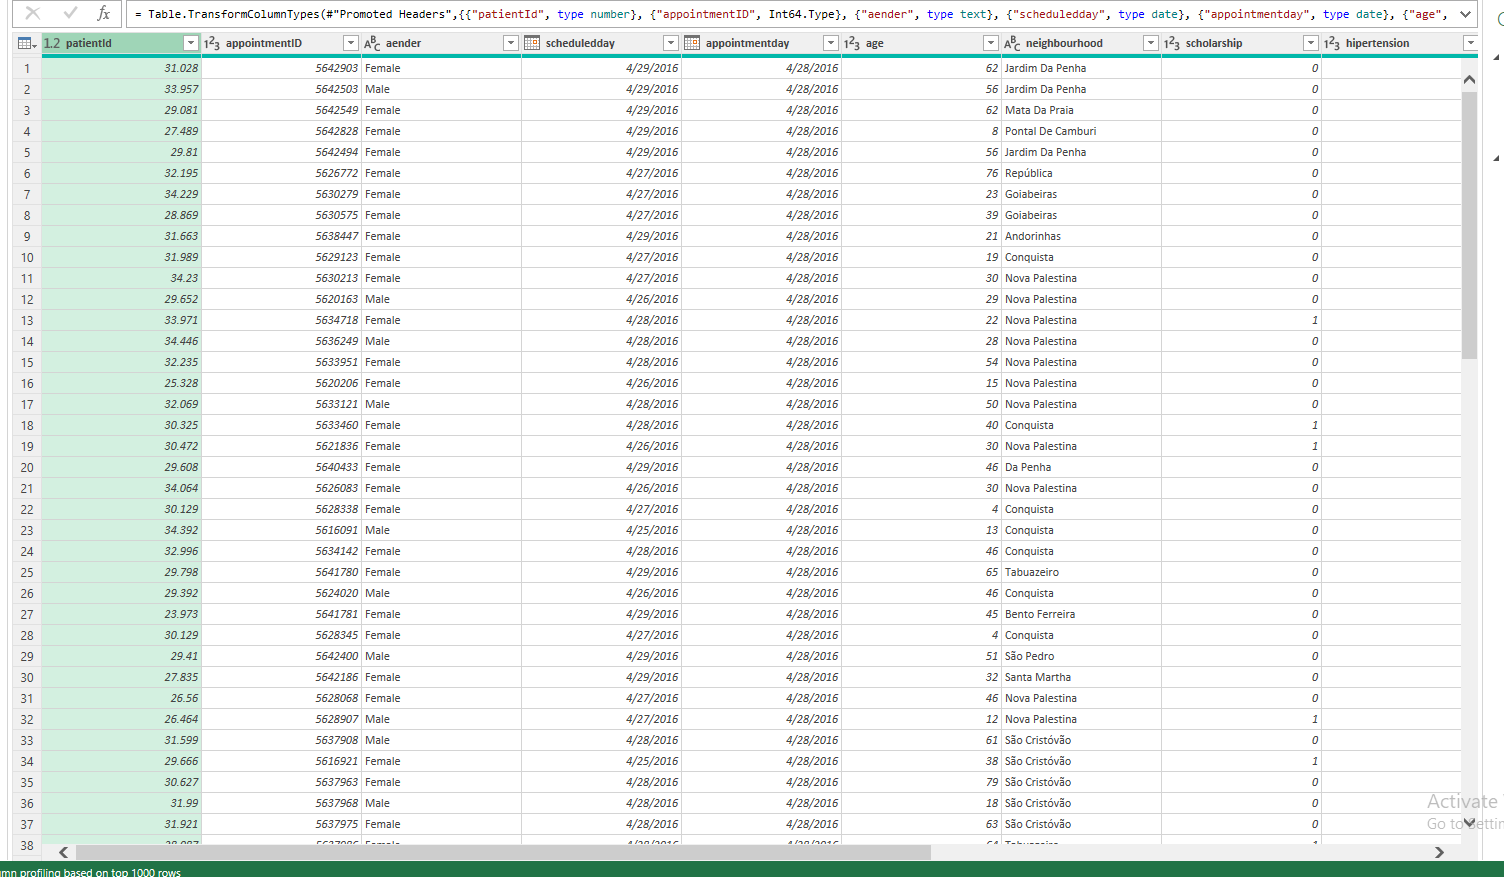 fx = Table.TransformColumnTypes(#"Promoted Headers",{{"patientId", type number}, {"appointmentID", Int64.Type}, {"aender", type text}, {"scheduledday", type date}, {"appointmentday", type date}, {"age",
1.2 patientId 123 appointmentID ABC aender scheduledday appointmentday 123 age ABC neighbourhood 123 scholarship 123 hipertension
1 31.028 5642903 Female 4/29/2016 4/28/2016 62 Jardim Da Penha 0
2 33.957 5642503 Male 4/29/2016 4/28/2016 56 Jardim Da Penha 0
3 29.081 5642549 Female 4/29/2016 4/28/2016 62 Mata Da Praia 0
4 27.489 5642828 Female 4/29/2016 4/28/2016 8 Pontal De Camburi 0
5 29.81 5642494 Female 4/29/2016 4/28/2016 56 Jardim Da Penha 0
6 32.195 5626772 Female 4/27/2016 4/28/2016 76 República 0
7 34.229 5630279 Female 4/27/2016 4/28/2016 23 Goiabeiras 0
8 28.869 5630575 Female 4/27/2016 4/28/2016 39 Goiabeiras 0
9 31.663 5638447 Female 4/29/2016 4/28/2016 21 Andorinhas 0
10 31.989 5629123 Female 4/27/2016 4/28/2016 19 Conquista 0
11 34.23 5630213 Female 4/27/2016 4/28/2016 30 Nova Palestina 0
12 29.652 5620163 Male 4/26/2016 4/28/2016 29 Nova Palestina 0
13 33.971 5634718 Female 4/28/2016 4/28/2016 22 Nova Palestina 1
14 34.446 5636249 Male 4/28/2016 4/28/2016 28 Nova Palestina 0
15 32.235 5633951 Female 4/28/2016 4/28/2016 54 Nova Palestina 0
16 25.328 5620206 Female 4/26/2016 4/28/2016 15 Nova Palestina 0
17 32.069 5633121 Male 4/28/2016 4/28/2016 50 Nova Palestina 0
18 30.325 5633460 Female 4/28/2016 4/28/2016 40 Conquista 1
19 30.472 5621836 Female 4/26/2016 4/28/2016 30 Nova Palestina 1
20 29.608 5640433 Female 4/29/2016 4/28/2016 46 Da Penha 0
21 34.064 5626083 Female 4/26/2016 4/28/2016 30 Nova Palestina 0
22 30.129 5628338 Female 4/27/2016 4/28/2016 4 Conquista 0
23 34.392 5616091 Male 4/25/2016 4/28/2016 13 Conquista 0
24 32.996 5634142 Female 4/28/2016 4/28/2016 46 Conquista 0
25 29.798 5641780 Female 4/29/2016 4/28/2016 65 Tabuazeiro 0
26 29.392 5624020 Male 4/26/2016 4/28/2016 46 Conquista 0
27 23.973 5641781 Female 4/29/2016 4/28/2016 45 Bento Ferreira 0
28 30.129 5628345 Female 4/27/2016 4/28/2016 4 Conquista 0
29 29.41 5642400 Male 4/29/2016 4/28/2016 51 São Pedro 0
30 27.835 5642186 Female 4/29/2016 4/28/2016 32 Santa Martha 0
31 26.56 5628068 Female 4/27/2016 4/28/2016 46 Nova Palestina 0
32 26.464 5628907 Male 4/27/2016 4/28/2016 12 Nova Palestina 1
33 31.599 5637908 Male 4/28/2016 4/28/2016 61 São Cristóvão 0
34 29.666 5616921 Female 4/25/2016 4/28/2016 38 São Cristóvão 1
35 30.627 5637963 Female 4/28/2016 4/28/2016 79 São Cristóvão 0
36 31.99 5637968 Male 4/28/2016 4/28/2016 18 São Cristóvão 0
Activate
37 31.921 5637975 Female 4/28/2016 4/28/2016 63 São Cristóvão 0
Go to Settin
38
mn profiling based on top 1000 rows